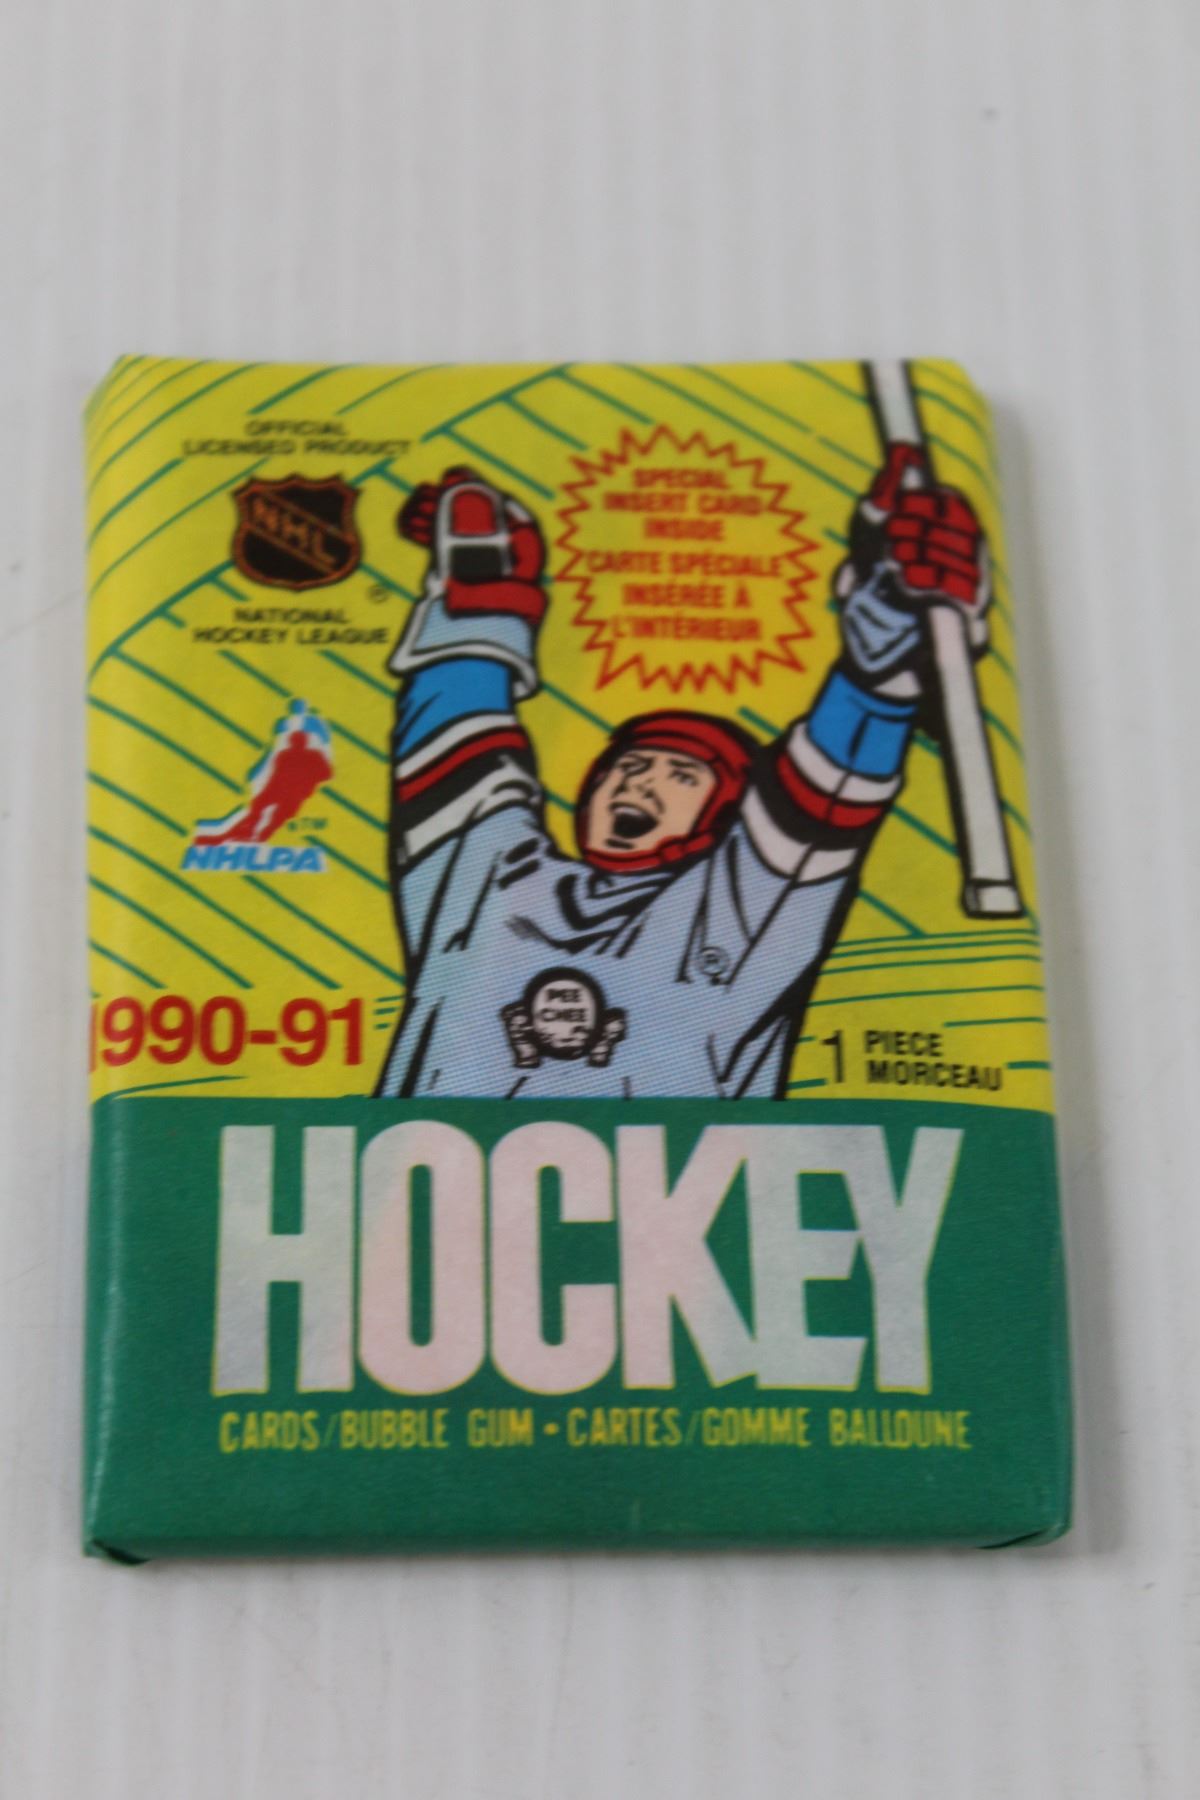 OFFICIAL
LICENSED PRODUCT
NHL
®
NATIONAL
HOCKEY LEAGUE
SPECIAL
INSERT CARD
INSIDE
CARTE SPÉCIALE
INSÉRÉE À
L'INTÉRIEUR
TM
NHLPA
PEE
CHEE
1990-91
1 PIECE
MORCEAU
HOCKEY
CARDS/BUBBLE GUM • CARTES/GOMME BALLOUNE